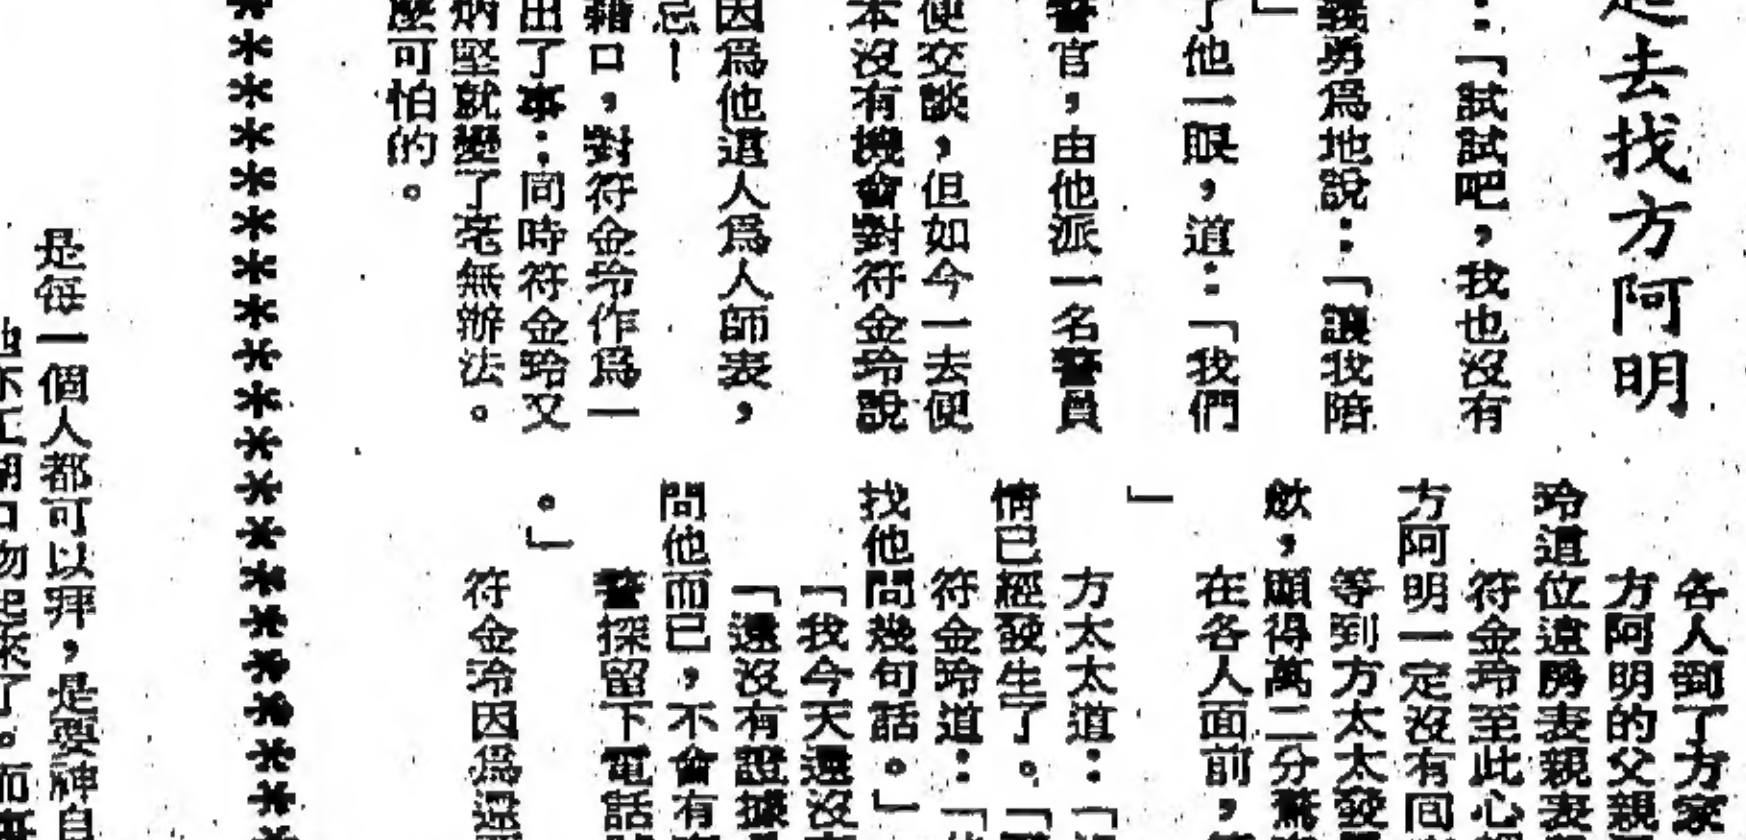 起去找方阿明
：「試試吧，我也沒有
義勇爲地說：「讓我陪
」
了他一眼，道：「我們
警官，由他派一名警員
便交談，但如今一去便
本沒有機會對符金玲說
因爲他這人爲人師表，
忌！
藉口，對符金玲作爲一
出了事：同時符金玲又
病堅就變了毫無辦法。
麼可怕的。
各人到了方家
方阿明的父親
玲這位遠房表親表
符金玲至此心
方阿明一定沒有回
等到方太太發
歉，顯得萬二分驚
在各人面前，
」
方太太道：「
情已經發生了。「
符金玲道：「
找他問幾句話。」
「我今天還沒
「還沒有證據
問他而已，不會有
警探留下電話
。」
符金玲因爲還
是每一個人都可以拜，是要神自